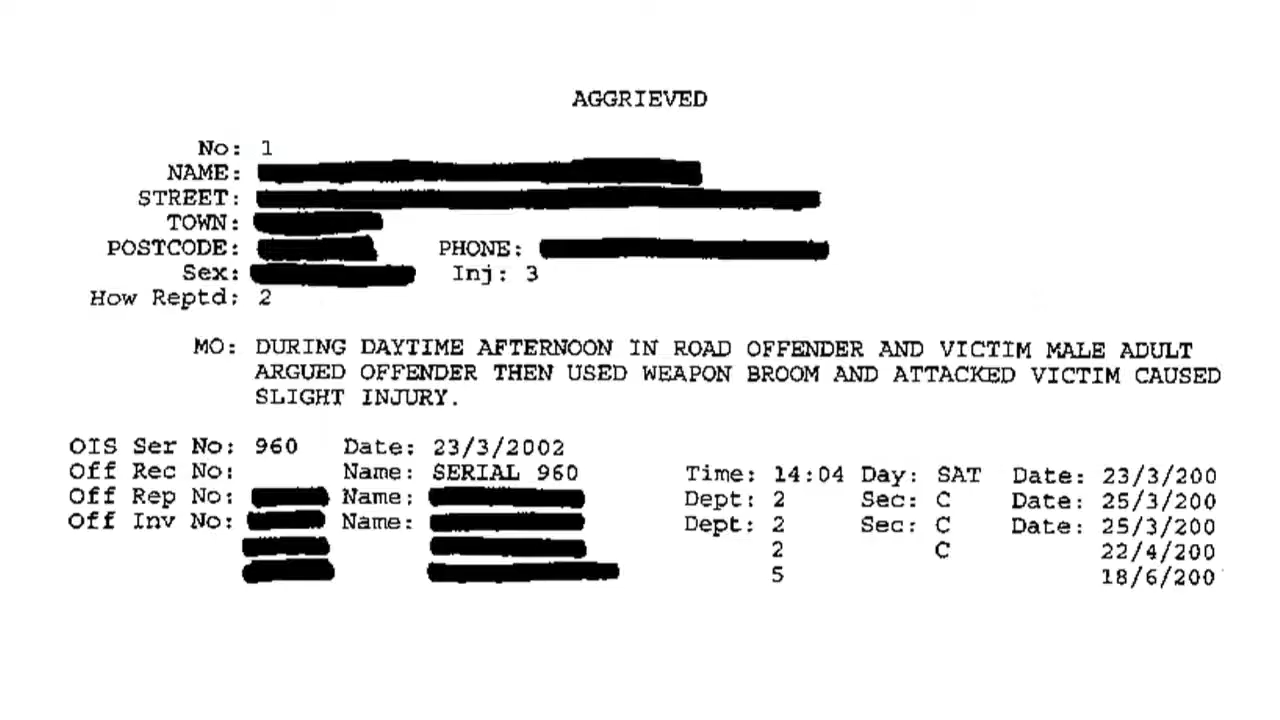 AGGRIEVED
No: 1
NAME:
STREET:
TOWN:
POSTCODE: PHONE:
Sex: Inj: 3
How Reptd: 2
MO: DURING DAYTIME AFTERNOON IN ROAD OFFENDER AND VICTIM MALE ADULT
ARGUED OFFENDER THEN USED WEAPON BROOM AND ATTACKED VICTIM CAUSED
SLIGHT INJURY.
OIS Ser No: 960 Date: 23/3/2002
Off Rec No: Name: SERIAL 960 Time: 14:04 Day: SAT Date: 23/3/200
Off Rep No: Name: Dept: 2 Sec: C Date: 25/3/200
Off Inv No: Name: Dept: 2 Sec: C Date: 25/3/200
2 C 22/4/200
5 18/6/200